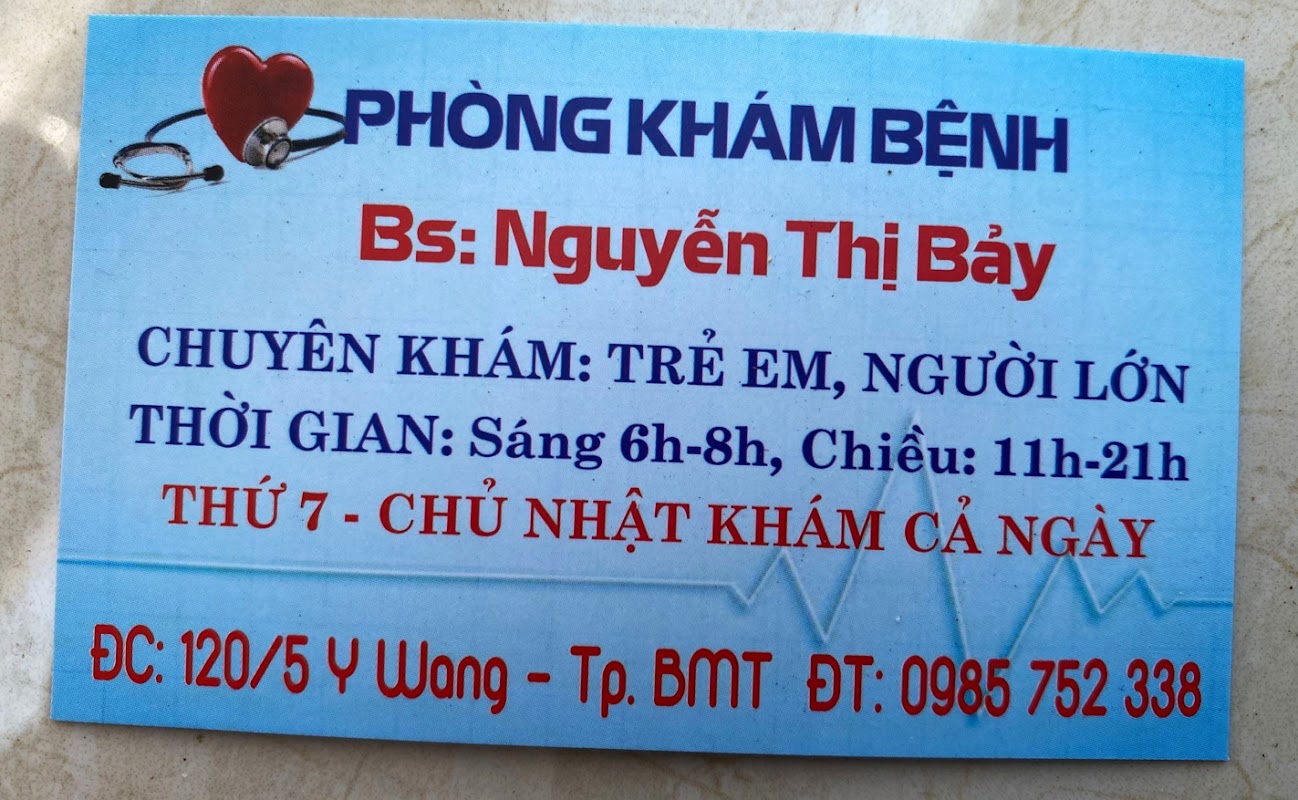 PHÒNG KHÁM BỆNH
Bs: Nguyễn Thị Bảy
CHUYÊN KHÁM: TRẺ EM, NGƯỜI LỚN
THỜI GIAN: Sáng 6h-8h, Chiều: 11h-21h
THỨ 7 - CHỦ NHẬT KHÁM CẢ NGÀY
ĐC: 120/5 Y Wang - Tp. BMT ĐT: 0985 752 338